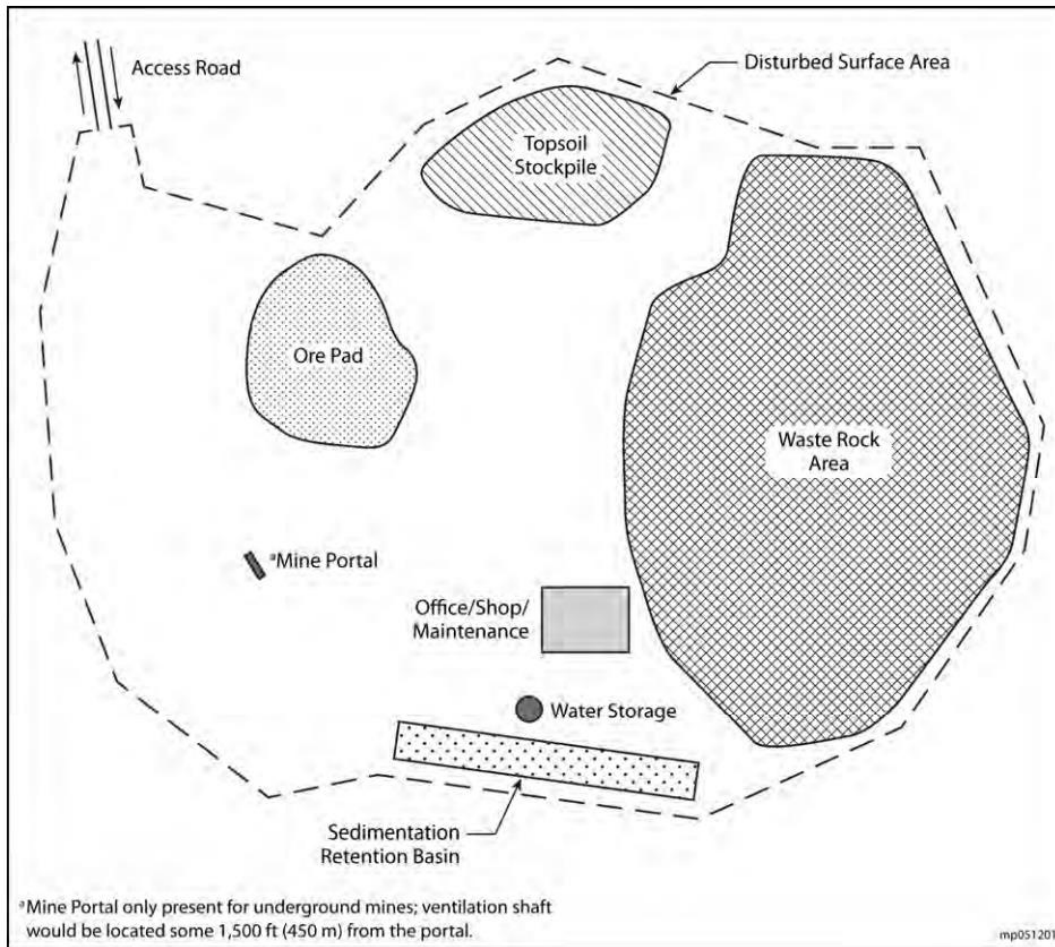 Access Road
Disturbed Surface Area
Topsoil
Stockpile
Ore Pad
Waste Rock
Area
ᵃMine Portal
Office/Shop/
Maintenance
Water Storage
Sedimentation
Retention Basin
ᵃMine Portal only present for underground mines; ventilation shaft
would be located some 1,500 ft (450 m) from the portal.
mp051201